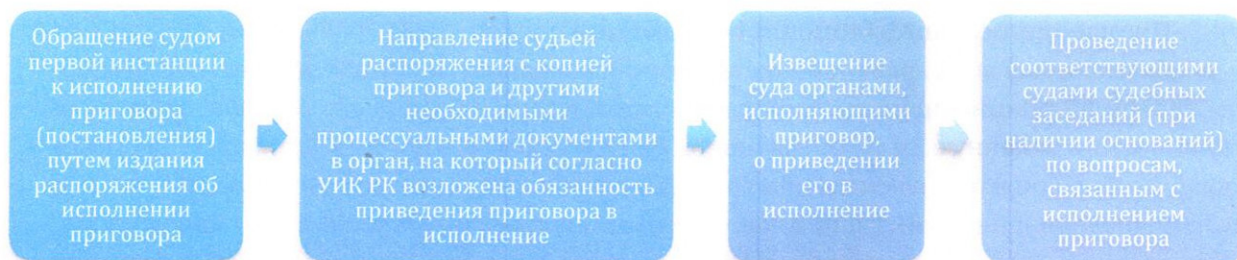 Обращение судом
первой инстанции
к исполнению
приговора
(постановления)
путем издания
распоряжения об
исполнении
приговора
Направление судьей
распоряжения с копией
приговора и другими
необходимыми
процессуальными документами
в орган, на который согласно
УИК РК возложена обязанность
приведения приговора в
исполнение
Извещение
суда органами,
исполняющими
приговор,
о приведении
его в
исполнение
Проведение
соответствующими
судами судебных
заседаний (при
наличии оснований)
по вопросам,
связанным с
исполнением
приговора